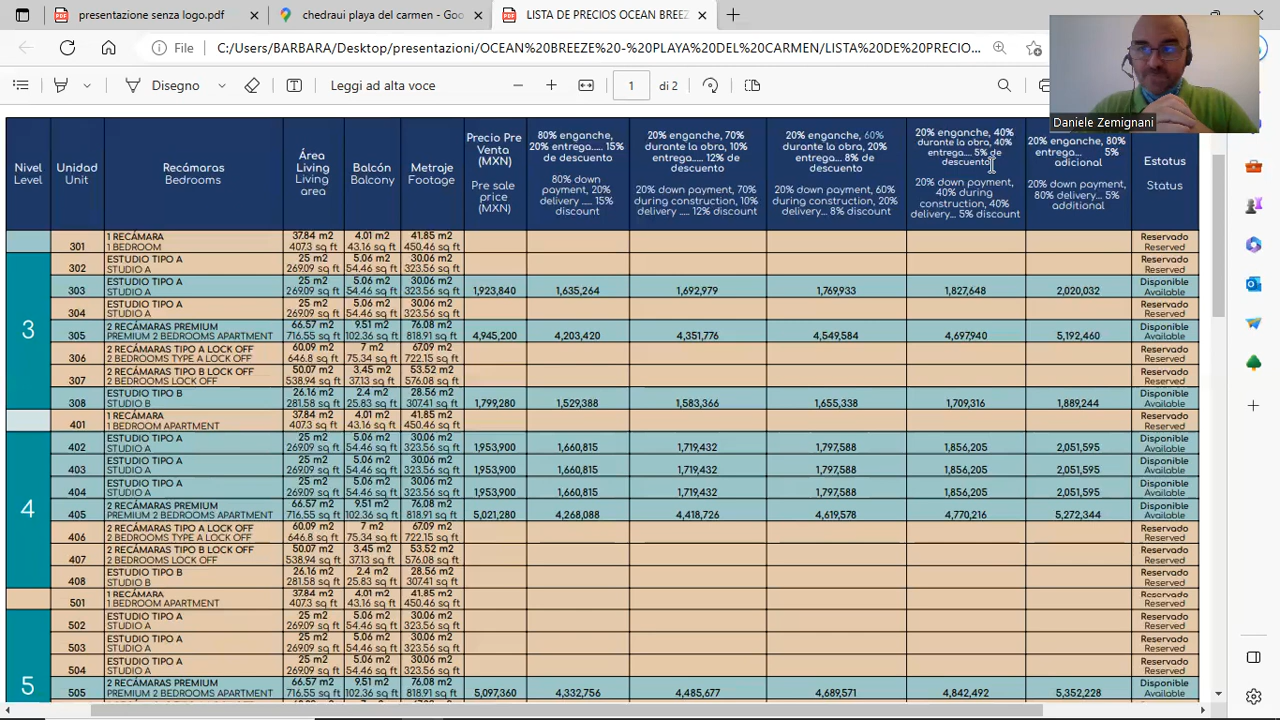 presentazione senza logo.pdf
chedraui playa del carmen - Goo
LISTA DE PRECIOS OCEAN BREEZ
File
C:/Users/BARBARA/Desktop/presentazioni/OCEAN%20BREEZE%20-%20PLAYA%20DEL%20CARMEN/LISTA%20DE%20PRECIO...
Disegno
Leggi ad alta voce
1
di 2
Daniele Zemignani
Nivel
Level
Unidad
Unit
Recámaras
Bedrooms
Área
Living
Living
area
Balcón
Balcony
Metraje
Footage
Precio Pre
Venta
(MXN)
Pre sale
price
(MXN)
80% enganche,
20% entrega..... 15%
de descuento
80% down
payment, 20%
delivery ..... 15%
discount
20% enganche, 70%
durante la obra, 10%
entrega..... 12% de
descuento
20% down payment, 70%
during construction, 10%
delivery ..... 12% discount
20% enganche, 60%
durante la obra, 20%
entrega... 8% de
descuento
20% down payment, 60%
during construction, 20%
delivery... 8% discount
20% enganche, 40%
durante la obra, 40%
entrega.... 5% de
descuento
20% down payment,
40% during
construction, 40%
delivery... 5% discount
20% enganche, 80%
entrega... 5%
adicional
20% down payment,
80% delivery... 5%
additional
Estatus
Status
301 1 RECÁMARA 37.84 m2 4.01 m2 41.85 m2 Reservado
1 BEDROOM 407.3 sq ft 43.16 sq ft 450.46 sq ft Reserved
3
302 ESTUDIO TIPO A 25 m2 5.06 m2 30.06 m2 Reservado
STUDIO A 269.09 sq ft 54.46 sq ft 323.56 sq ft Reserved
303 ESTUDIO TIPO A 25 m2 5.06 m2 30.06 m2 Disponible
STUDIO A 269.09 sq ft 54.46 sq ft 323.56 sq ft 1,923,840 1,635,264 1,692,979 1,769,933 1,827,648 2,020,032 Available
304 ESTUDIO TIPO A 25 m2 5.06 m2 30.06 m2 Reservado
STUDIO A 269.09 sq ft 54.46 sq ft 323.56 sq ft Reserved
305 2 RECÁMARAS PREMIUM 66.57 m2 9.51 m2 76.08 m2 Disponible
PREMIUM 2 BEDROOMS APARTMENT 716.55 sq ft 102.36 sq ft 818.91 sq ft 4,945,200 4,203,420 4,351,776 4,549,584 4,697,940 5,192,460 Available
306 2 RECÁMARAS TIPO A LOCK OFF 60.09 m2 7 m2 67.09 m2 Reservado
2 BEDROOMS TYPE A LOCK OFF 646.8 sq ft 75.34 sq ft 722.15 sq ft Reserved
307 2 RECÁMARAS TIPO B LOCK OFF 50.07 m2 3.45 m2 53.52 m2 Reservado
2 BEDROOMS LOCK OFF 538.94 sq ft 37.13 sq ft 576.08 sq ft Reserved
308 ESTUDIO TIPO B 26.16 m2 2.4 m2 28.56 m2 Disponible
STUDIO B 281.58 sq ft 25.83 sq ft 307.41 sq ft 1,799,280 1,529,388 1,583,366 1,655,338 1,709,316 1,889,244 Available
401 1 RECÁMARA 37.84 m2 4.01 m2 41.85 m2 Reservado
1 BEDROOM APARTMENT 407.3 sq ft 43.16 sq ft 450.46 sq ft Reserved
4
402 ESTUDIO TIPO A 25 m2 5.06 m2 30.06 m2 Disponible
STUDIO A 269.09 sq ft 54.46 sq ft 323.56 sq ft 1,953,900 1,660,815 1,719,432 1,797,588 1,856,205 2,051,595 Available
403 ESTUDIO TIPO A 25 m2 5.06 m2 30.06 m2 Disponible
STUDIO A 269.09 sq ft 54.46 sq ft 323.56 sq ft 1,953,900 1,660,815 1,719,432 1,797,588 1,856,205 2,051,595 Available
404 ESTUDIO TIPO A 25 m2 5.06 m2 30.06 m2 Disponible
STUDIO A 269.09 sq ft 54.46 sq ft 323.56 sq ft 1,953,900 1,660,815 1,719,432 1,797,588 1,856,205 2,051,595 Available
405 2 RECÁMARAS PREMIUM 66.57 m2 9.51 m2 76.08 m2 Disponible
PREMIUM 2 BEDROOMS APARTMENT 716.55 sq ft 102.36 sq ft 818.91 sq ft 5,021,280 4,268,088 4,418,726 4,619,578 4,770,216 5,272,344 Available
406 2 RECÁMARAS TIPO A LOCK OFF 60.09 m2 7 m2 67.09 m2 Reservado
2 BEDROOMS TYPE A LOCK OFF 646.8 sq ft 75.34 sq ft 722.15 sq ft Reserved
407 2 RECÁMARAS TIPO B LOCK OFF 50.07 m2 3.45 m2 53.52 m2 Reservado
2 BEDROOMS LOCK OFF 538.94 sq ft 37.13 sq ft 576.08 sq ft Reserved
408 ESTUDIO TIPO B 26.16 m2 2.4 m2 28.56 m2 Reservado
STUDIO B 281.58 sq ft 25.83 sq ft 307.41 sq ft Reserved
501 1 RECÁMARA 37.84 m2 4.01 m2 41.85 m2 Reservado
1 BEDROOM APARTMENT 407.3 sq ft 43.16 sq ft 450.46 sq ft Reserved
5
502 ESTUDIO TIPO A 25 m2 5.06 m2 30.06 m2 Reservado
STUDIO A 269.09 sq ft 54.46 sq ft 323.56 sq ft Reserved
503 ESTUDIO TIPO A 25 m2 5.06 m2 30.06 m2 Reservado
STUDIO A 269.09 sq ft 54.46 sq ft 323.56 sq ft Reserved
504 ESTUDIO TIPO A 25 m2 5.06 m2 30.06 m2 Reservado
STUDIO A 269.09 sq ft 54.46 sq ft 323.56 sq ft Reserved
505 2 RECÁMARAS PREMIUM 66.57 m2 9.51 m2 76.08 m2 Disponible
PREMIUM 2 BEDROOMS APARTMENT 716.55 sq ft 102.36 sq ft 818.91 sq ft 5,097,360 4,332,756 4,485,677 4,689,571 4,842,492 5,352,228 Available